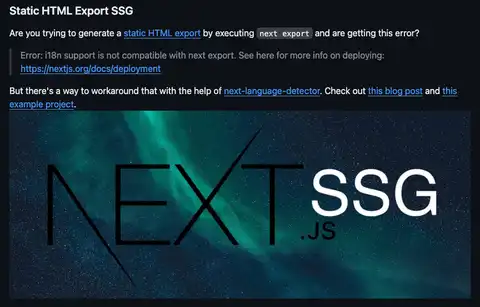 Static HTML Export SSG
Are you trying to generate a static HTML export by executing next export and are getting this error?
Error: i18n support is not compatible with next export. See here for more info on deploying:
https://nextjs.org/docs/deployment
But there's a way to workaround that with the help of next-language-detector. Check out this blog post and this
example project.
NEXT SSG
.JS